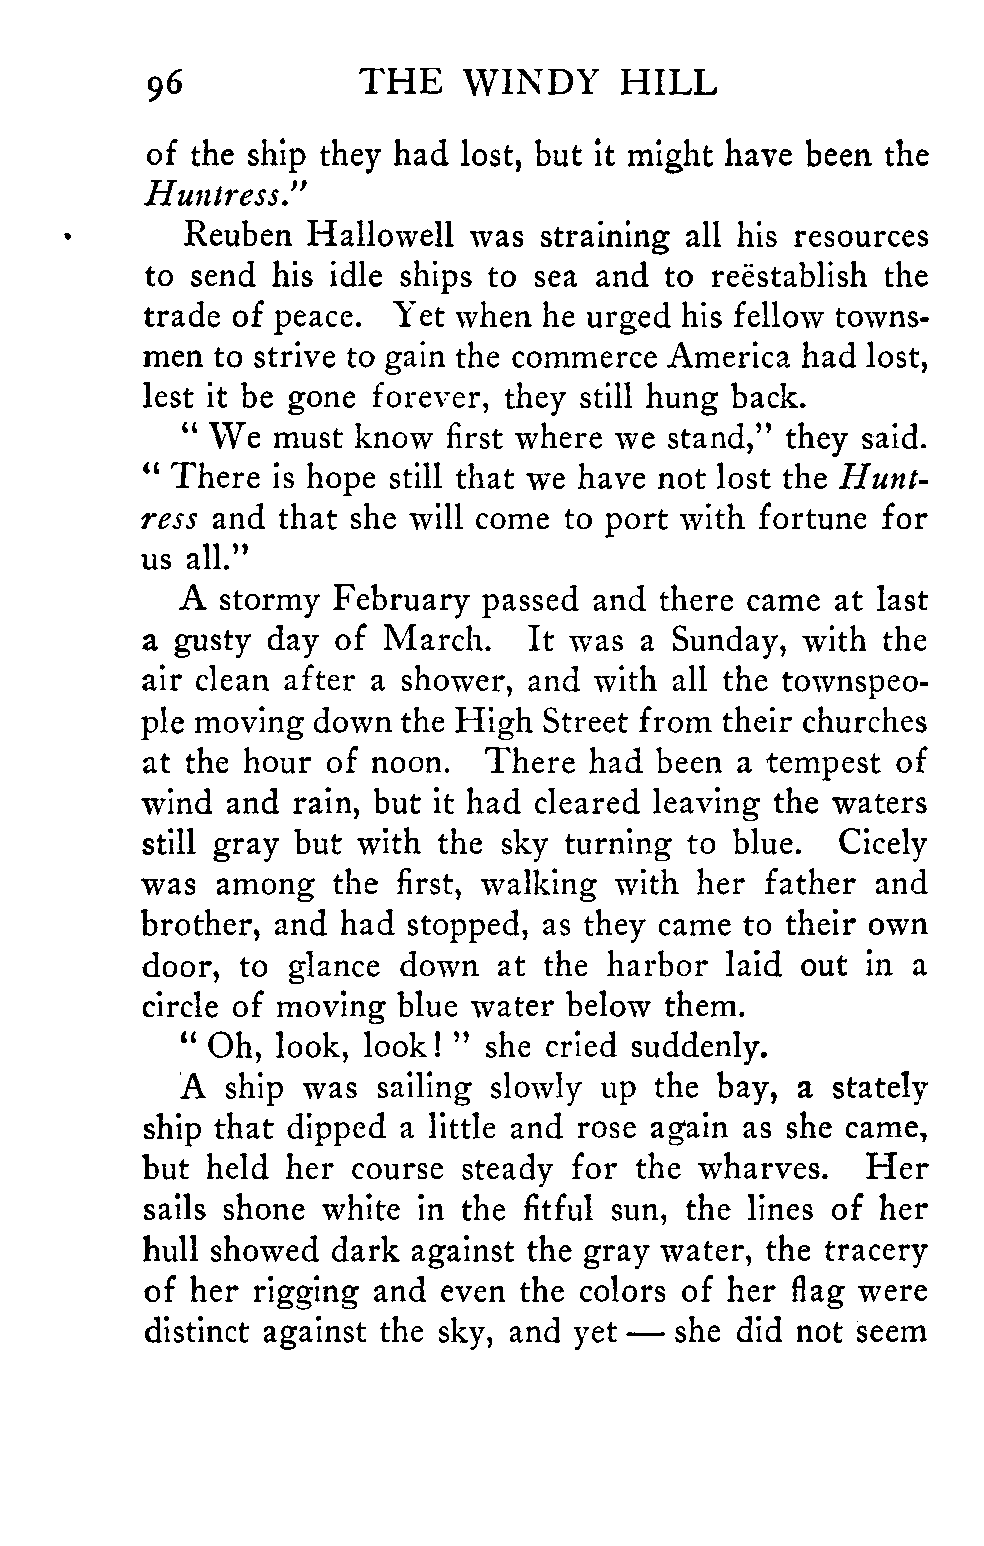 96 THE WINDY HILL
of the ship they had lost, but it might have been the
Huntress."
Reuben Hallowell was straining all his resources
to send his idle ships to sea and to reëstablish the
trade of peace. Yet when he urged his fellow towns-
men to strive to gain the commerce America had lost,
lest it be gone forever, they still hung back.
" We must know first where we stand," they said.
" There is hope still that we have not lost the Hunt-
ress and that she will come to port with fortune for
us all."
A stormy February passed and there came at last
a gusty day of March. It was a Sunday, with the
air clean after a shower, and with all the townspeo-
ple moving down the High Street from their churches
at the hour of noon. There had been a tempest of
wind and rain, but it had cleared leaving the waters
still gray but with the sky turning to blue. Cicely
was among the first, walking with her father and
brother, and had stopped, as they came to their own
door, to glance down at the harbor laid out in a
circle of moving blue water below them.
" Oh, look, look! " she cried suddenly.
A ship was sailing slowly up the bay, a stately
ship that dipped a little and rose again as she came,
but held her course steady for the wharves. Her
sails shone white in the fitful sun, the lines of her
hull showed dark against the gray water, the tracery
of her rigging and even the colors of her flag were
distinct against the sky, and yet — she did not seem